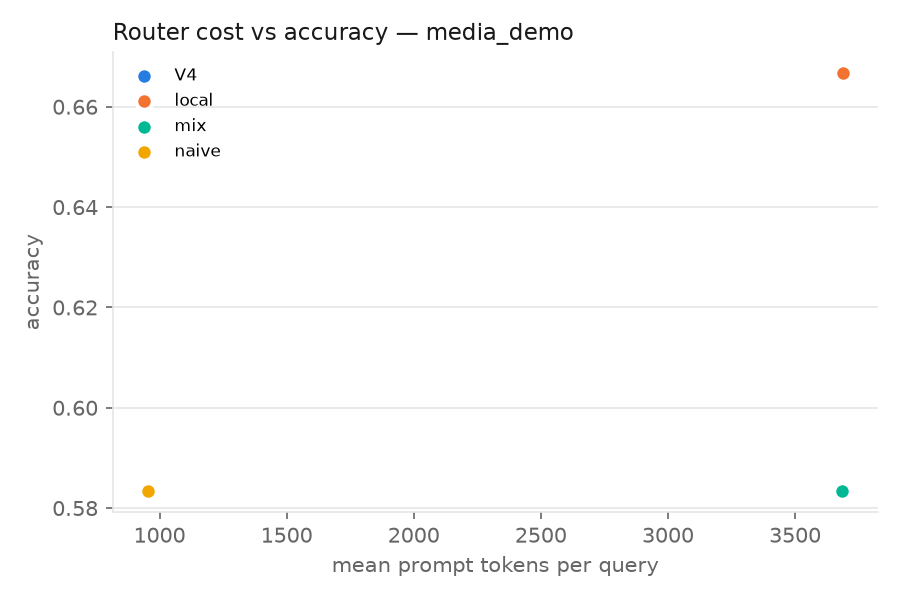 Router cost vs accuracy — media_demo
V4
local
mix
naive
accuracy
0.66
0.64
0.62
0.60
0.58
1000 1500 2000 2500 3000 3500
mean prompt tokens per query